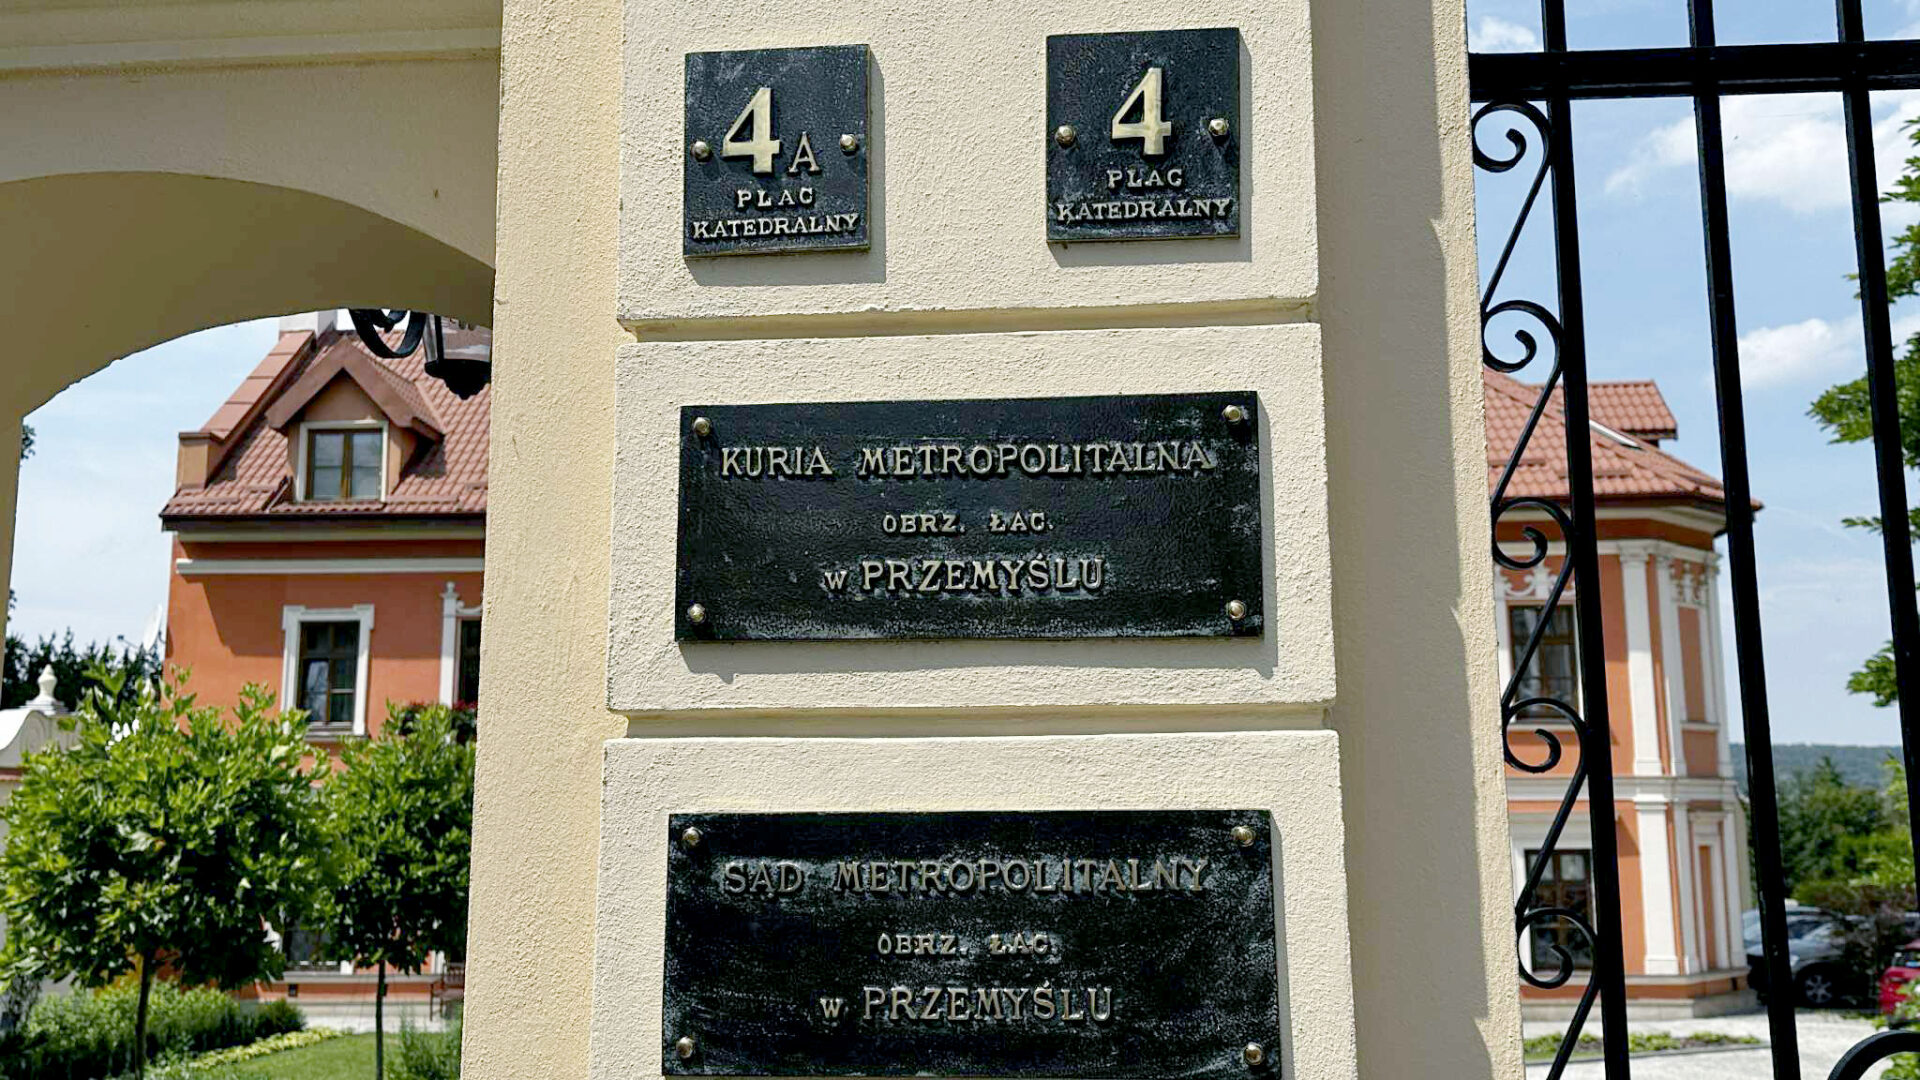 4A
PLAC
KATEDRALNY
4
PLAC
KATEDRALNY
KURIA METROPOLITALNA
OBRZ. ŁAC.
w PRZEMYŚLU
SĄD METROPOLITALNY
OBRZ. ŁAC.
w PRZEMYŚLU